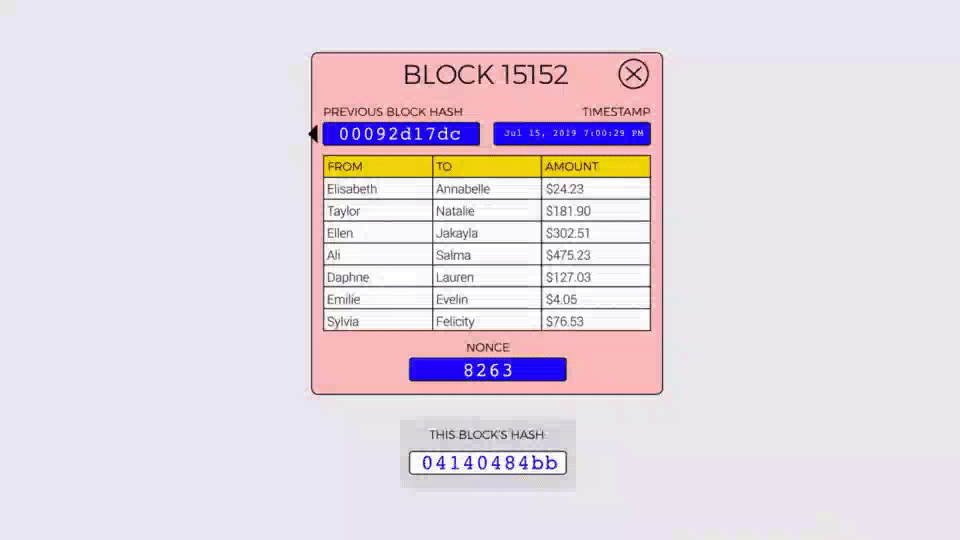 BLOCK 15152
PREVIOUS BLOCK HASH TIMESTAMP
00092d17dc Jul 15, 2019 7:00:29 PM
FROM TO AMOUNT
Elisabeth Annabelle $24.23
Taylor Natalie $181.90
Ellen Jakayla $302.51
Ali Salma $475.23
Daphne Lauren $127.03
Emilie Evelin $4.05
Sylvia Felicity $76.53
NONCE
8263
THIS BLOCK'S HASH
04140484bb